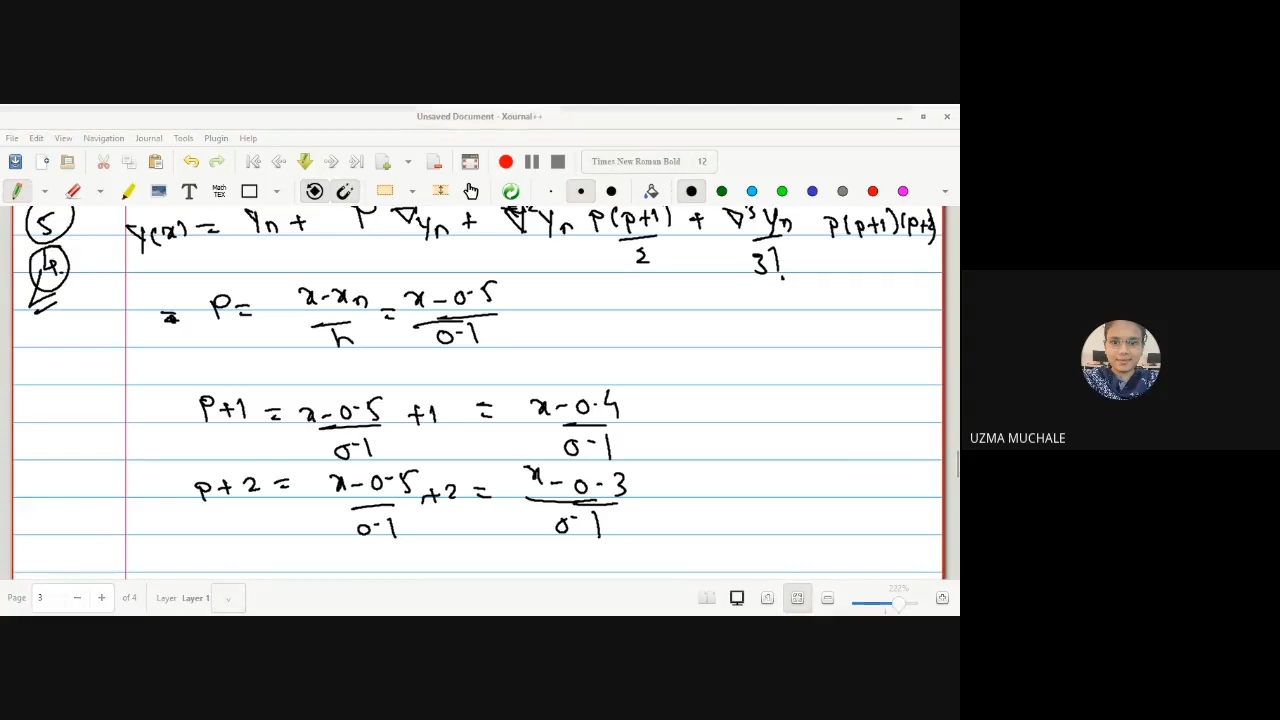 Unsaved Document - Xournal++
File Edit View Navigation Journal Tools Plugin Help
Times New Roman Bold 12
T Math TEX
5 y(x) = yn + P ∇yn + ∇²yn p(p+1)/2 + ∇³yn/3! p(p+1)(p+2)
4.
= P = x-xn/h = x-0.5/0.1
P+1 = x-0.5/0.1 +1 = x-0.4/0.1
p+2 = x-0.5/0.1 +2 = x-0.3/0.1
UZMA MUCHALE
Page 3 − + of 4 Layer Layer 1 222%